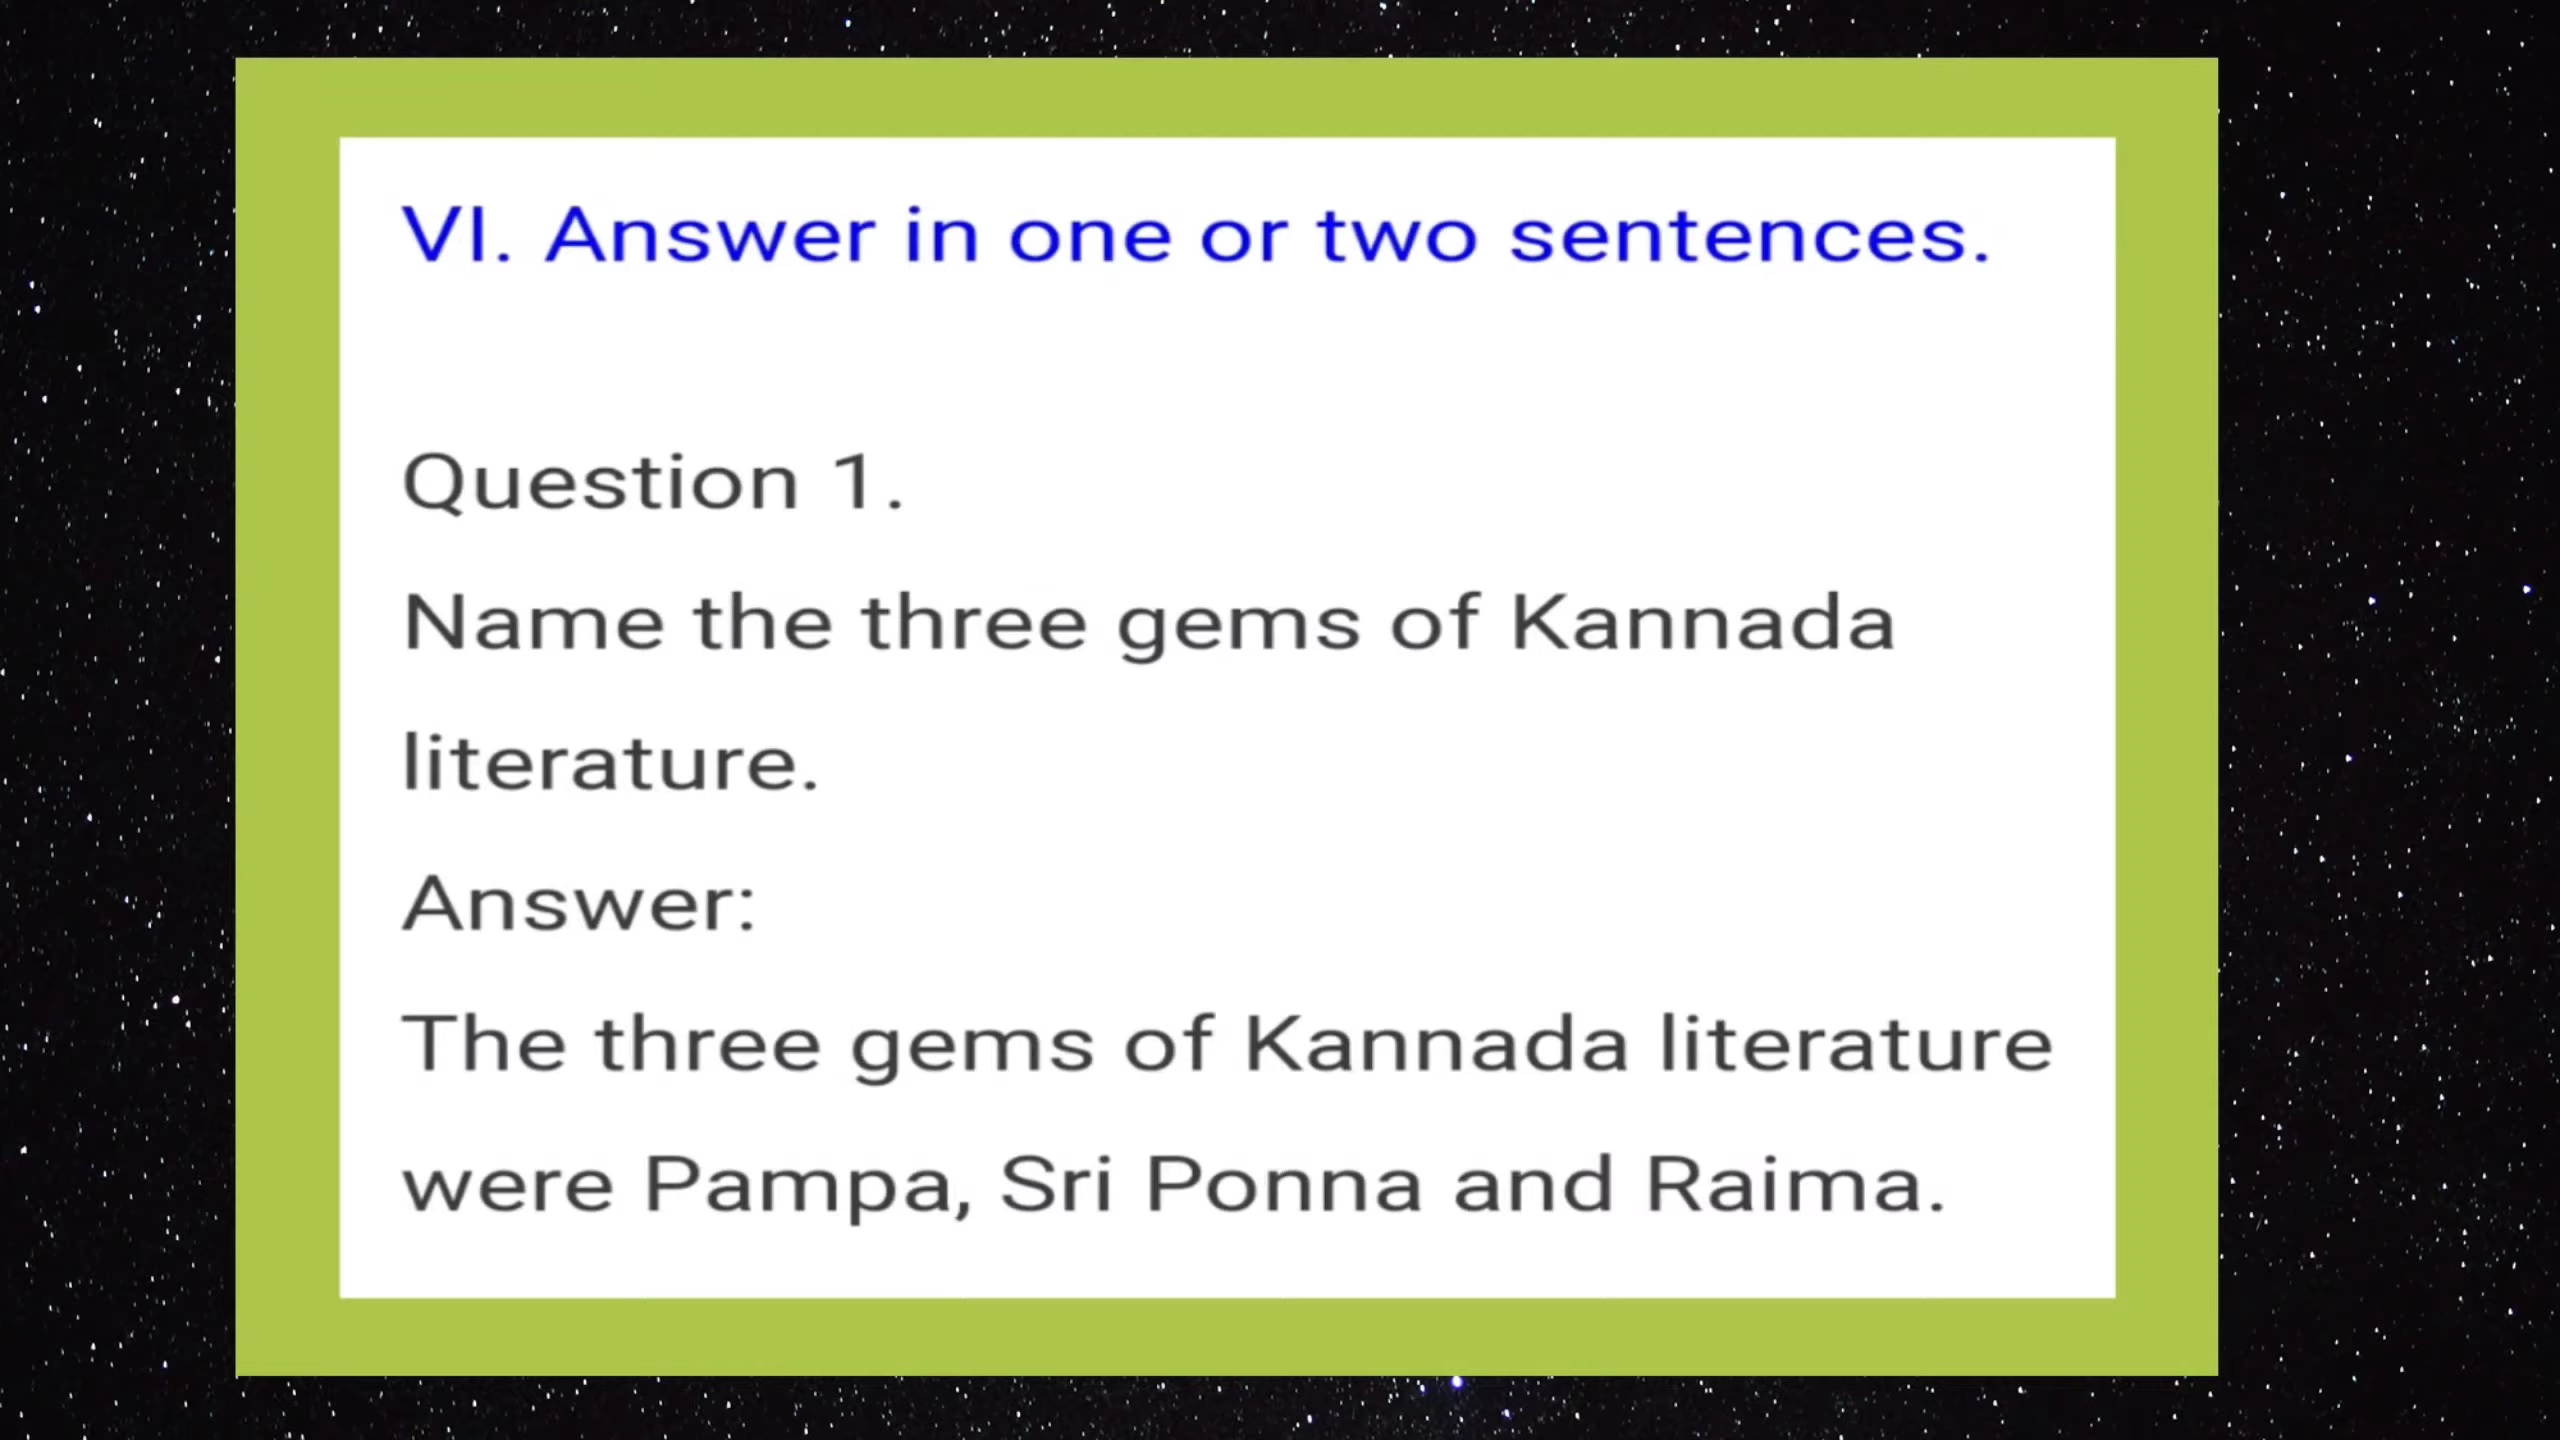 VI. Answer in one or two sentences.
Question 1.
Name the three gems of Kannada
literature.
Answer:
The three gems of Kannada literature
were Pampa, Sri Ponna and Raima.